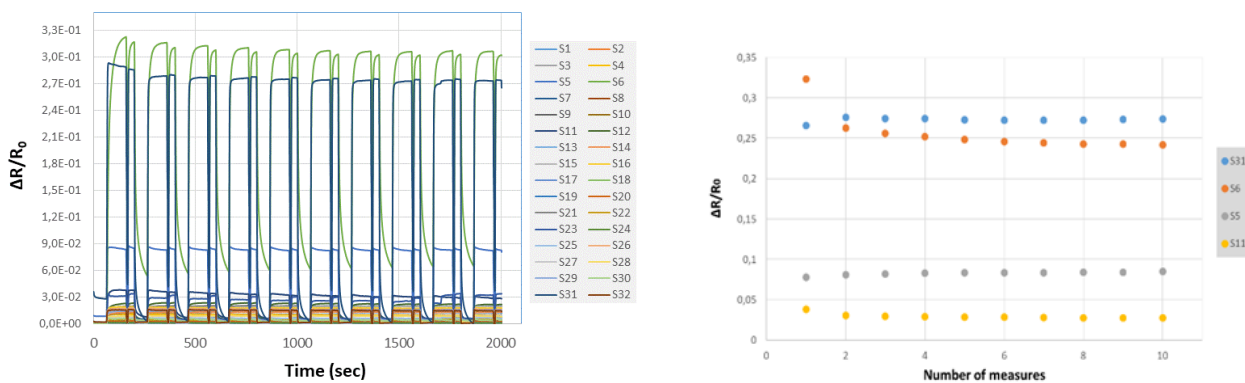 ΔR/R₀
3,3E-01
3,0E-01
2,7E-01
2,4E-01
2,1E-01
1,8E-01
1,5E-01
1,2E-01
9,0E-02
6,0E-02
3,0E-02
0,0E+00
0 500 1000 1500 2000
Time (sec)
S1 S2
S3 S4
S5 S6
S7 S8
S9 S10
S11 S12
S13 S14
S15 S16
S17 S18
S19 S20
S21 S22
S23 S24
S25 S26
S27 S28
S29 S30
S31 S32
ΔR/R₀
0,35
0,3
0,25
0,2
0,15
0,1
0,05
0
0 2 4 6 8 10
Number of measures
S31
S6
S5
S11